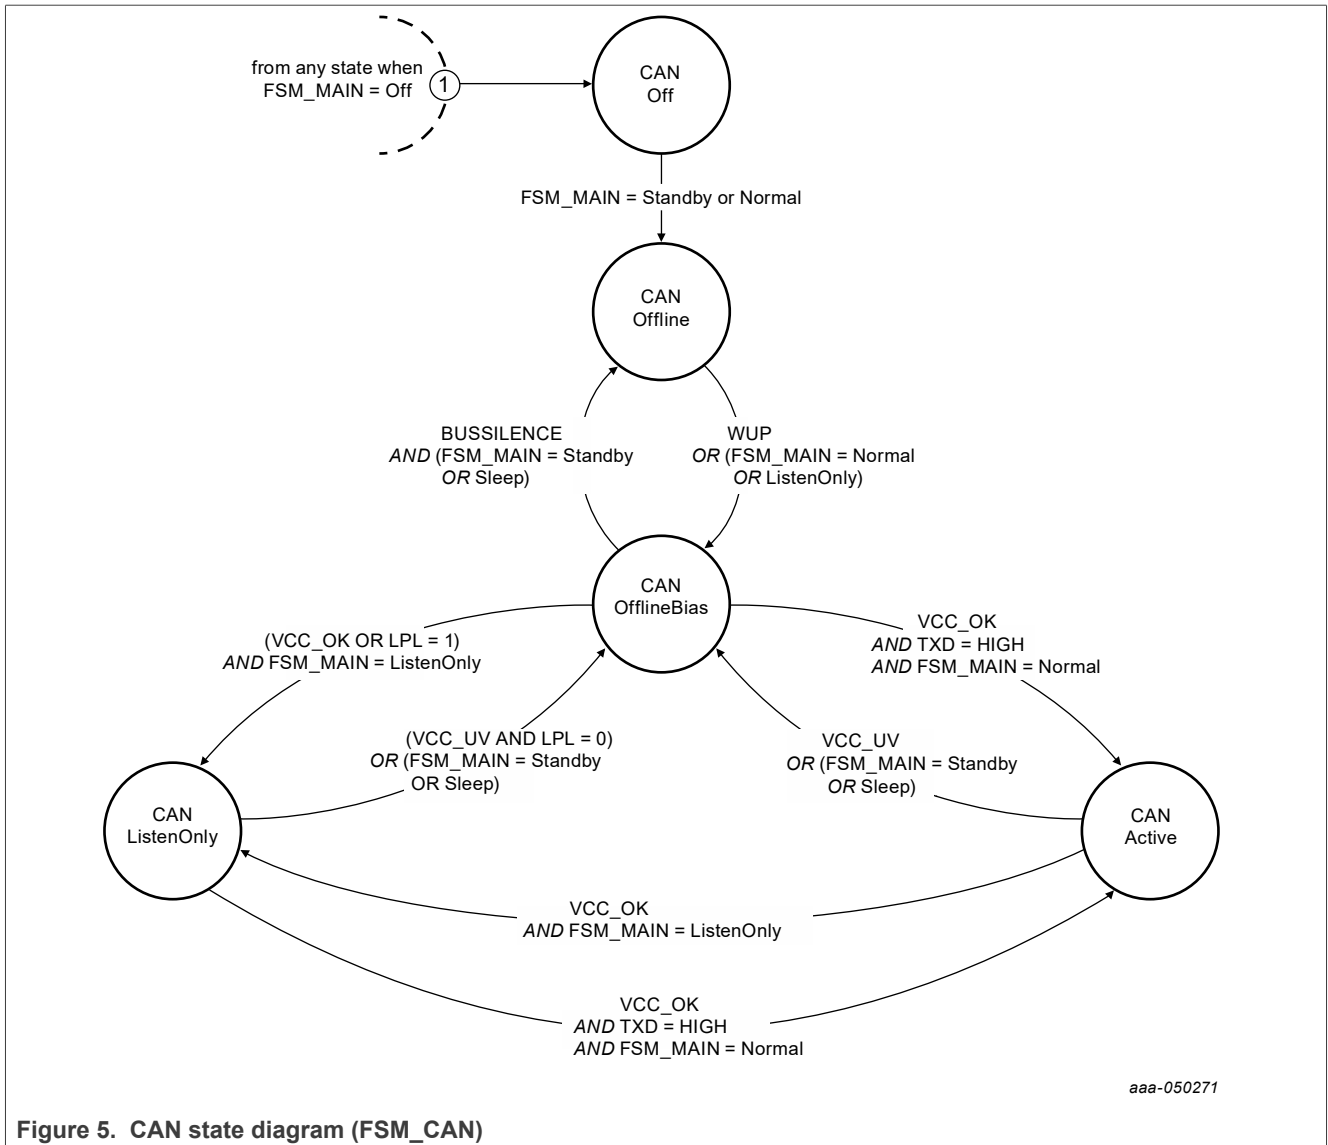 CAN
Off
from any state when
FSM_MAIN = Off
1
FSM_MAIN = Standby or Normal
CAN
Offline
BUSSILENCE
AND (FSM_MAIN = Standby
OR Sleep)
WUP
OR (FSM_MAIN = Normal
OR ListenOnly)
CAN
OfflineBias
(VCC_OK OR LPL = 1)
AND FSM_MAIN = ListenOnly
VCC_OK
AND TXD = HIGH
AND FSM_MAIN = Normal
(VCC_UV AND LPL = 0)
OR (FSM_MAIN = Standby
OR Sleep)
VCC_UV
OR (FSM_MAIN = Standby
OR Sleep)
CAN
ListenOnly
CAN
Active
VCC_OK
AND FSM_MAIN = ListenOnly
VCC_OK
AND TXD = HIGH
AND FSM_MAIN = Normal
aaa-050271
Figure 5. CAN state diagram (FSM_CAN)